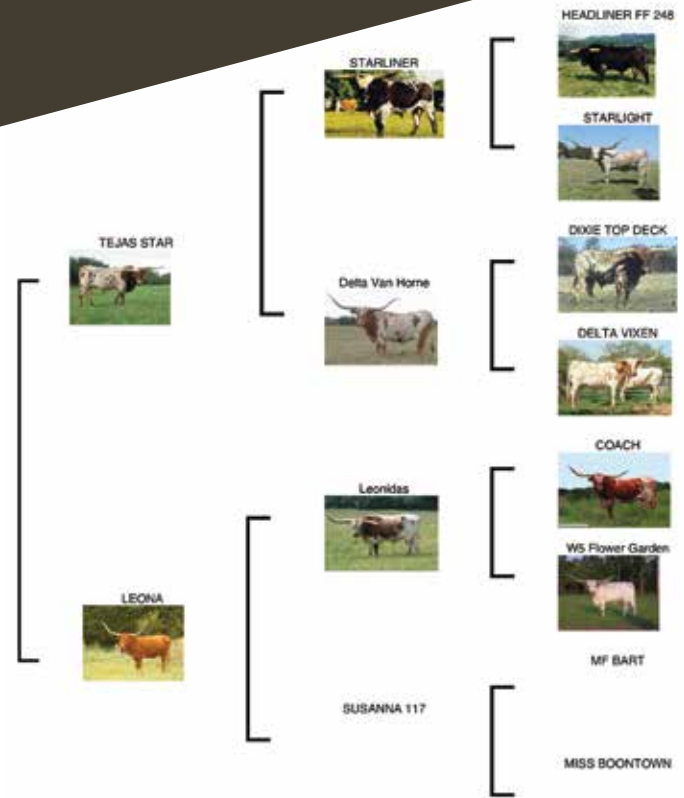 HEADLINER FF 248
STARLINER
STARLIGHT
TEJAS STAR
DIXIE TOP DECK
Delta Van Horne
DELTA VIXEN
COACH
Leonidas
W5 Flower Garden
LEONA
MF BART
SUSANNA 117
MISS BOONTOWN